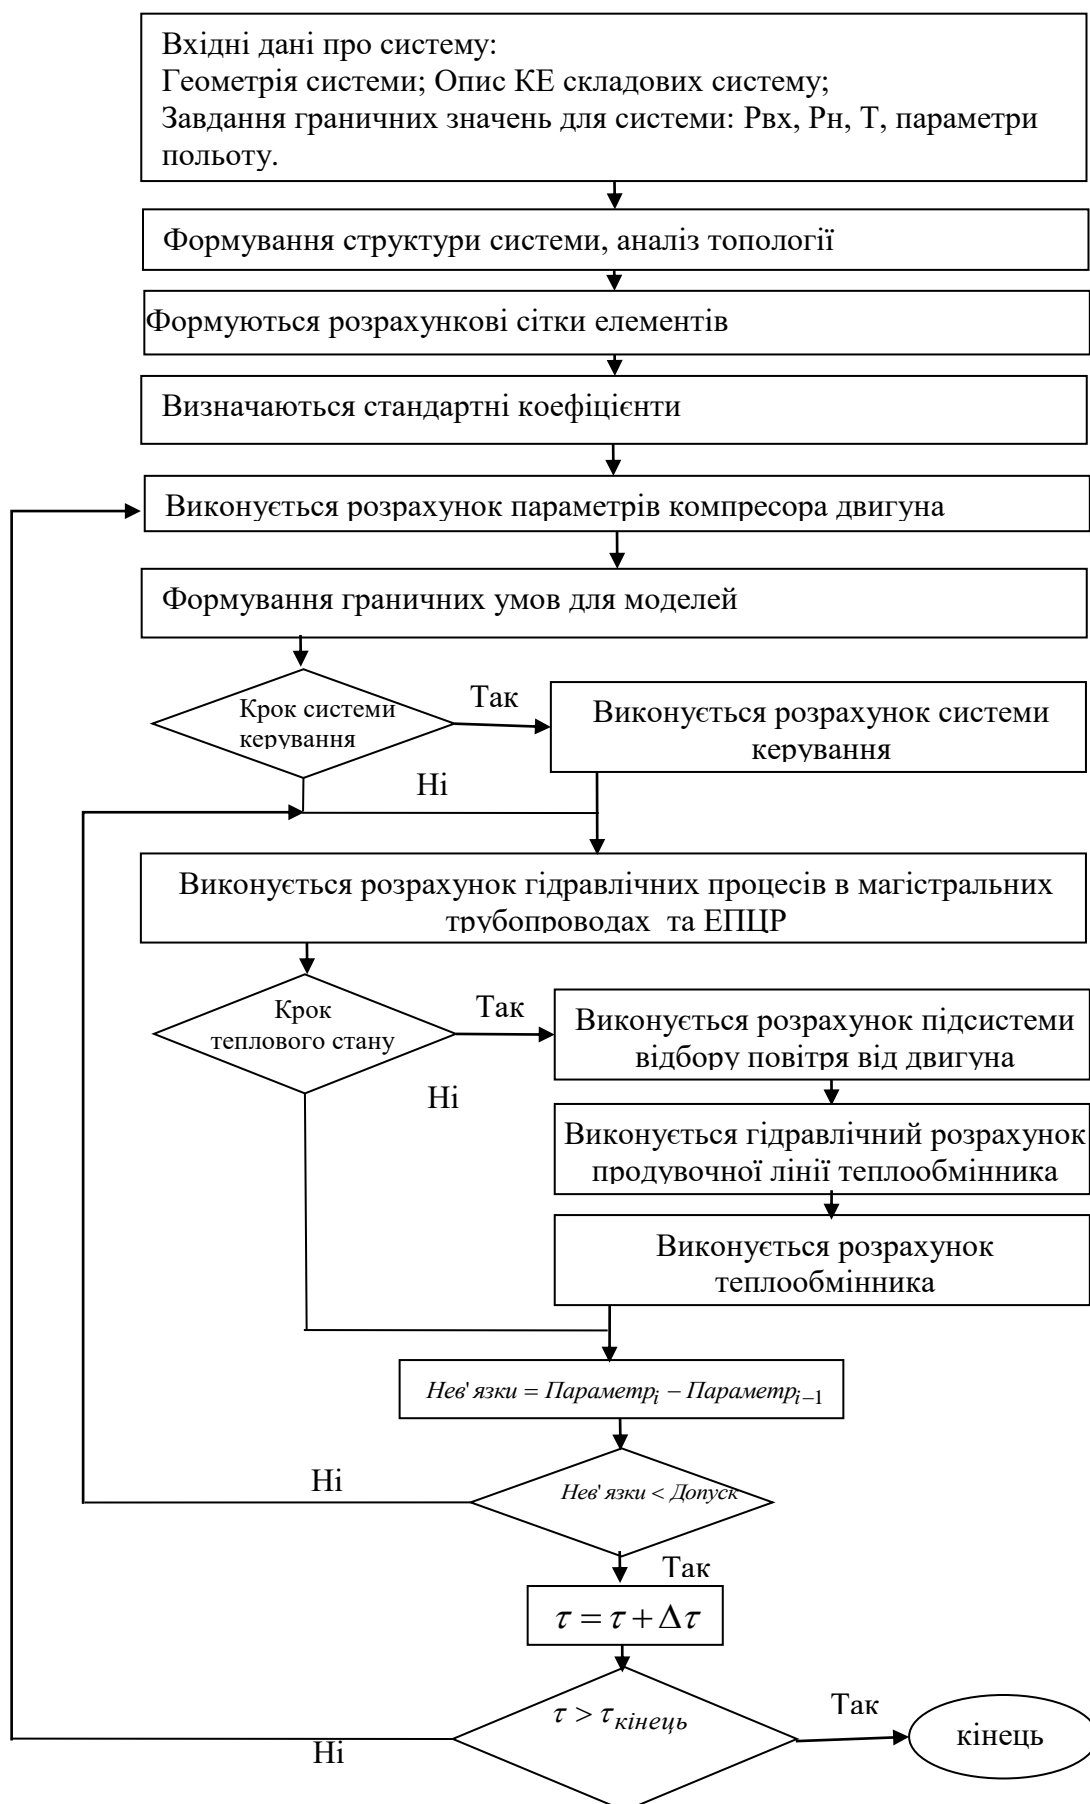 Вхідні дані про систему:
Геометрія системи; Опис КЕ складових систему;
Завдання граничних значень для системи: Рвх, Рн, Т, параметри
польоту.
Формування структури системи, аналіз топології
Формуються розрахункові сітки елементів
Визначаються стандартні коефіцієнти
Виконується розрахунок параметрів компресора двигуна
Формування граничних умов для моделей
Крок системи
керування
Так
Виконується розрахунок системи
керування
Ні
Виконується розрахунок гідравлічних процесів в магістральних
трубопроводах та ЕПЦР
Крок
теплового стану
Так
Ні
Виконується розрахунок підсистеми
відбору повітря від двигуна
Виконується гідравлічний розрахунок
продувочної лінії теплообмінника
Виконується розрахунок
теплообмінника
Нев' язки = Параметр_i − Параметр_{i−1}
Нев' язки < Допуск
Ні
Так
τ = τ + Δτ
τ > τ_кінець
Так
Ні
кінець